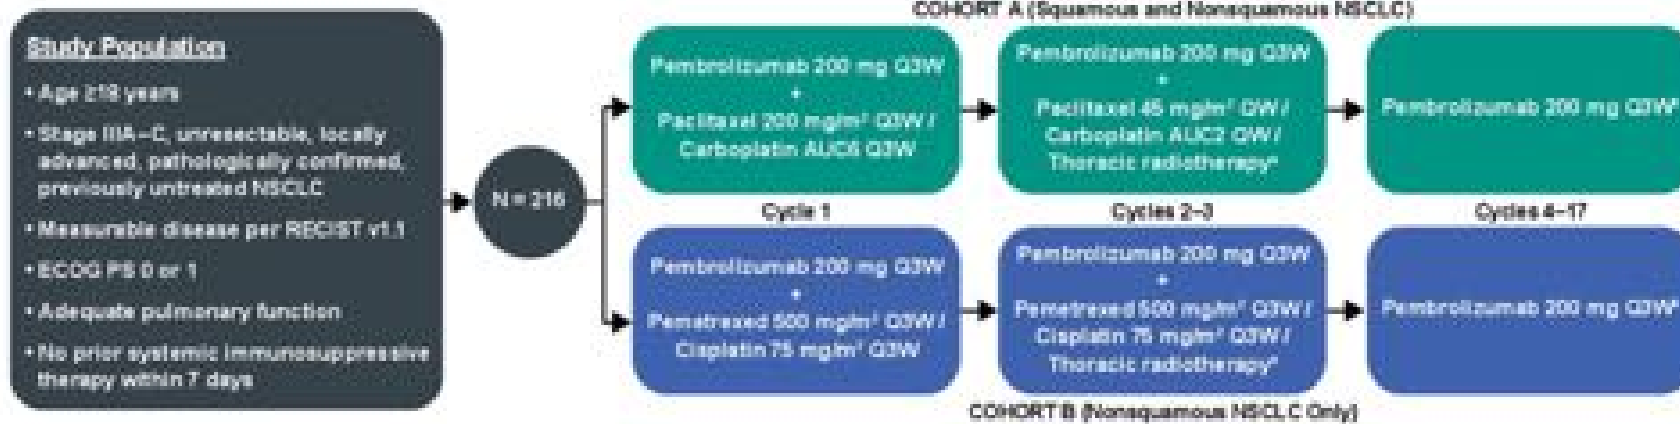 Study Population
• Age ≥18 years
• Stage IIIA–C, unresectable, locally
advanced, pathologically confirmed,
previously untreated NSCLC
• Measurable disease per RECIST v1.1
• ECOG PS 0 or 1
• Adequate pulmonary function
• No prior systemic immunosuppressive
therapy within 7 days
N = 216
COHORT A (Squamous and Nonsquamous NSCLC)
Pembrolizumab 200 mg Q3W
+
Paclitaxel 200 mg/m² Q3W /
Carboplatin AUC6 Q3W
Pembrolizumab 200 mg Q3W
+
Paclitaxel 45 mg/m² QW /
Carboplatin AUC2 QW /
Thoracic radiotherapyᵃ
Pembrolizumab 200 mg Q3W
Cycle 1
Cycles 2–3
Cycles 4–17
Pembrolizumab 200 mg Q3W
+
Pemetrexed 500 mg/m² Q3W /
Cisplatin 75 mg/m² Q3W
Pembrolizumab 200 mg Q3W
+
Pemetrexed 500 mg/m² Q3W /
Cisplatin 75 mg/m² Q3W /
Thoracic radiotherapyᵃ
Pembrolizumab 200 mg Q3W
COHORT B (Nonsquamous NSCLC Only)